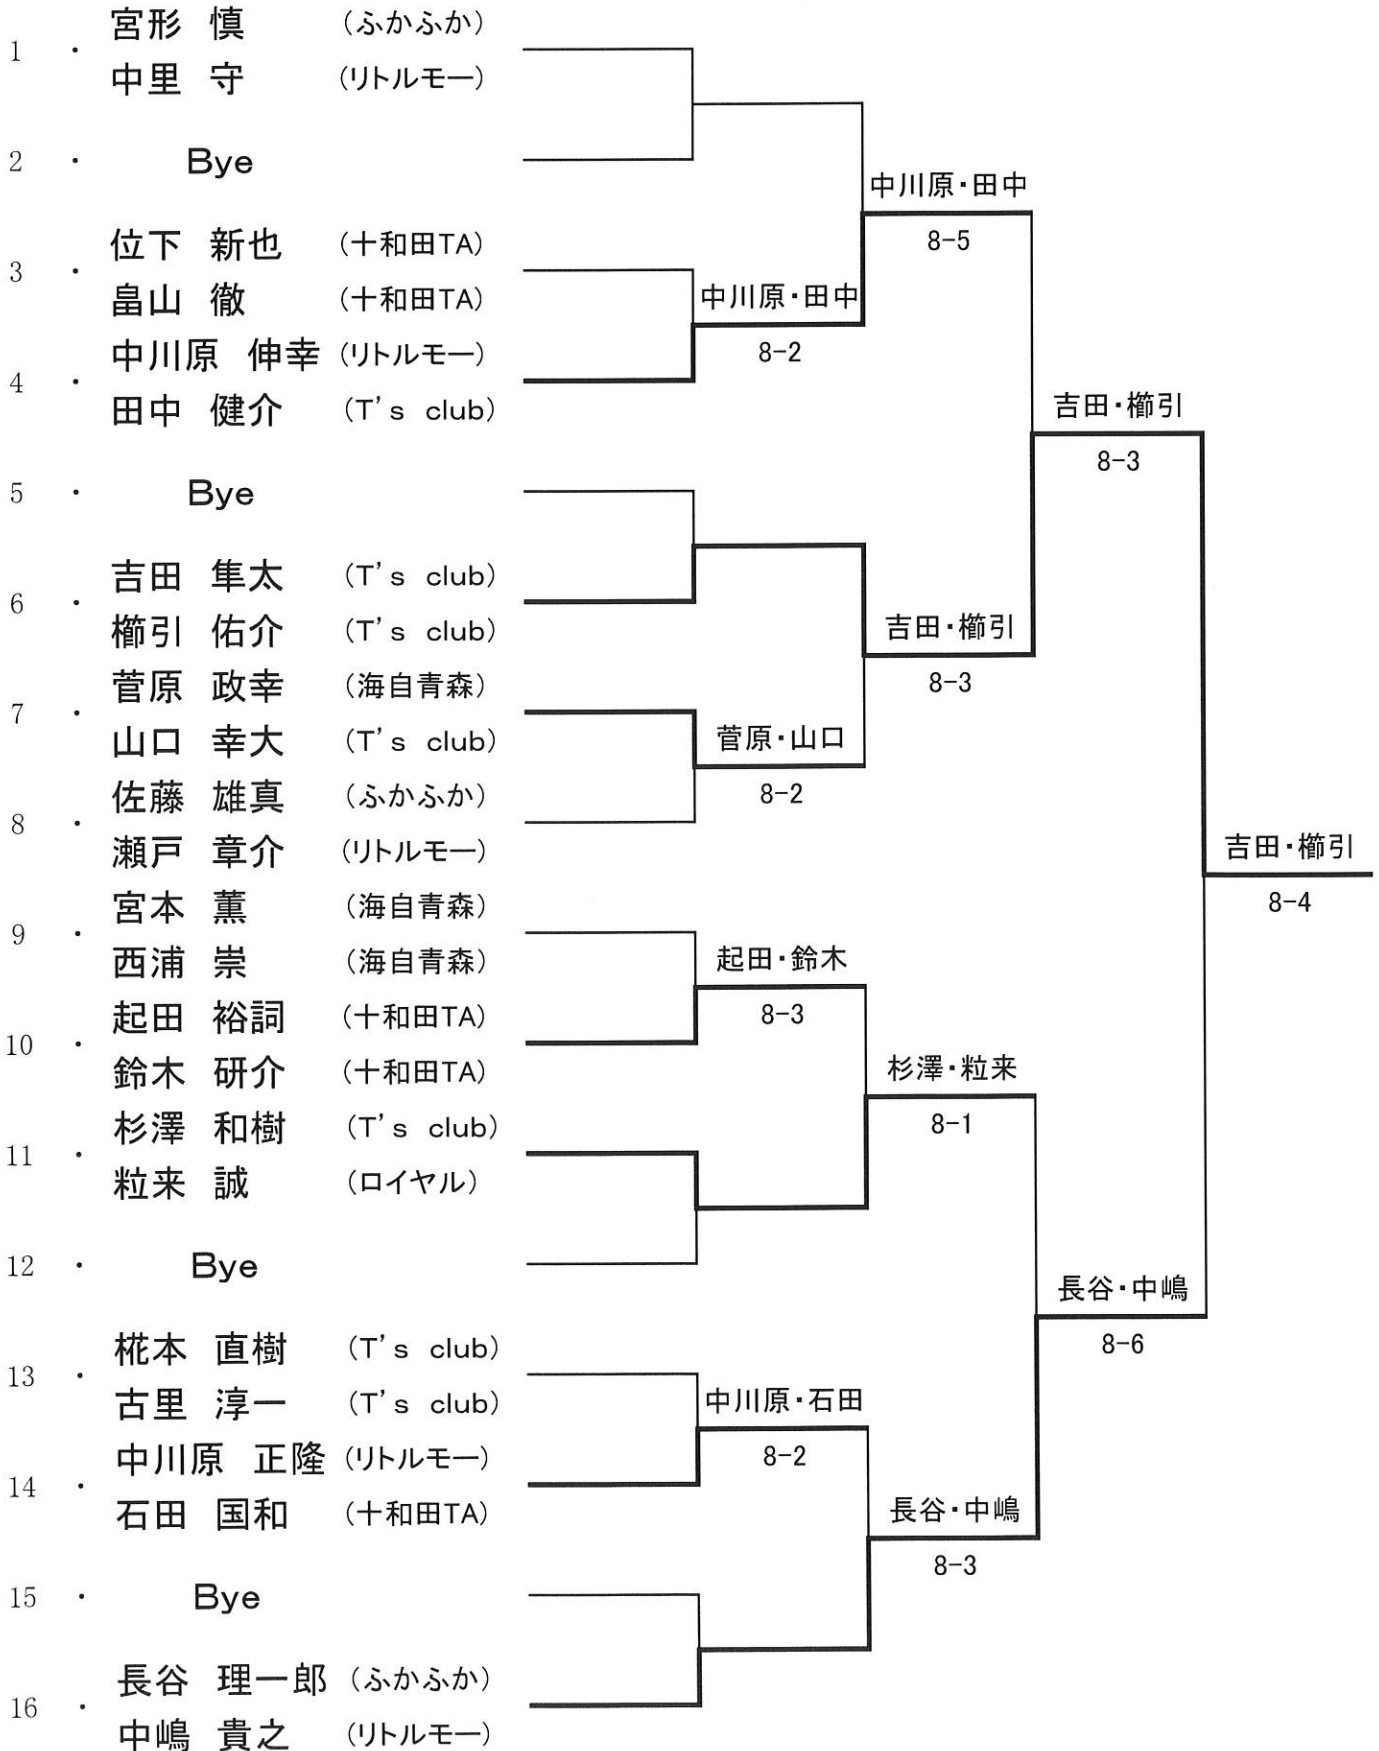 宮形 慎 (ふかふか)
1 ・
中里 守 (リトルモー)
2 ・ Bye
中川原・田中
8-5
位下 新也 (十和田TA)
3 ・
畠山 徹 (十和田TA)
中川原・田中
8-2
中川原 伸幸 (リトルモー)
4 ・
田中 健介 (T's club)
吉田・櫛引
8-3
5 ・ Bye
吉田 隼太 (T's club)
6 ・
櫛引 佑介 (T's club)
吉田・櫛引
8-3
菅原 政幸 (海自青森)
7 ・
山口 幸大 (T's club)
菅原・山口
8-2
佐藤 雄真 (ふかふか)
8 ・
瀬戸 章介 (リトルモー)
吉田・櫛引
8-4
宮本 薫 (海自青森)
9 ・
西浦 崇 (海自青森)
起田・鈴木
8-3
起田 裕詞 (十和田TA)
10 ・
鈴木 研介 (十和田TA)
杉澤・粒来
8-1
杉澤 和樹 (T's club)
11 ・
粒来 誠 (ロイヤル)
12 ・ Bye
長谷・中嶋
8-6
椛本 直樹 (T's club)
13 ・
古里 淳一 (T's club)
中川原・石田
8-2
中川原 正隆 (リトルモー)
14 ・
石田 国和 (十和田TA)
長谷・中嶋
8-3
15 ・ Bye
長谷 理一郎 (ふかふか)
16 ・
中嶋 貴之 (リトルモー)